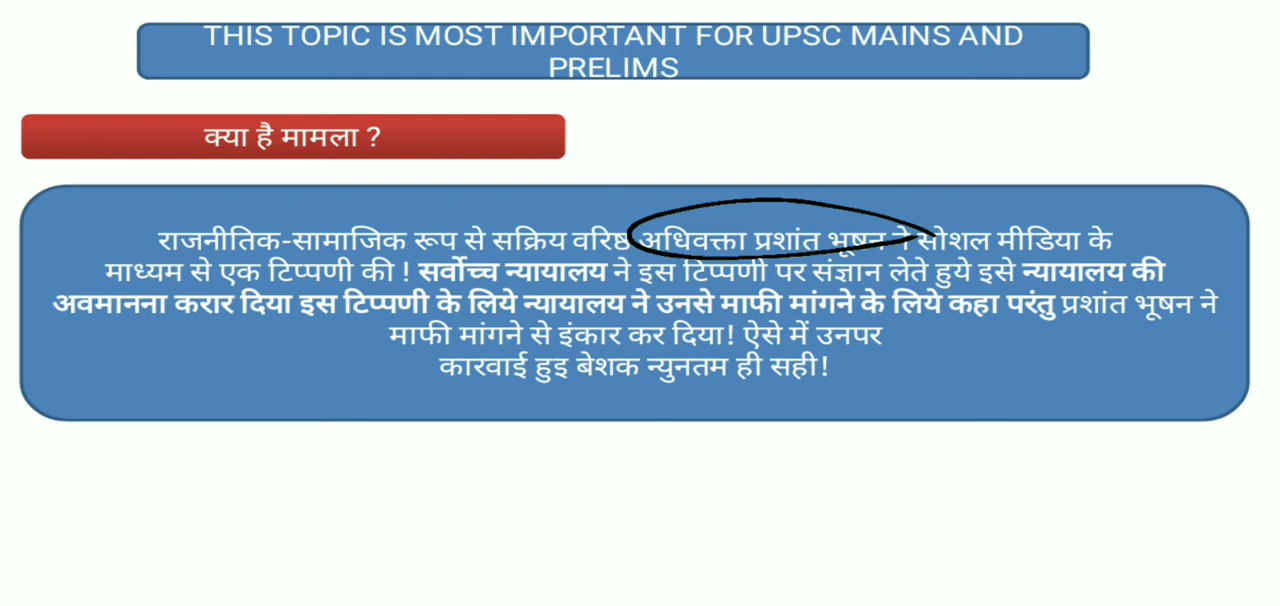 THIS TOPIC IS MOST IMPORTANT FOR UPSC MAINS AND
PRELIMS
क्या है मामला ?
राजनीतिक-सामाजिक रूप से सक्रिय वरिष्ठ अधिवक्ता प्रशांत भूषन ने सोशल मीडिया के
माध्यम से एक टिप्पणी की ! सर्वोच्च न्यायालय ने इस टिप्पणी पर संज्ञान लेते हुये इसे न्यायालय की
अवमानना करार दिया इस टिप्पणी के लिये न्यायालय ने उनसे माफी मांगने के लिये कहा परंतु प्रशांत भूषन ने
माफी मांगने से इंकार कर दिया! ऐसे में उनपर
कारवाई हुइ बेशक न्युनतम ही सही!